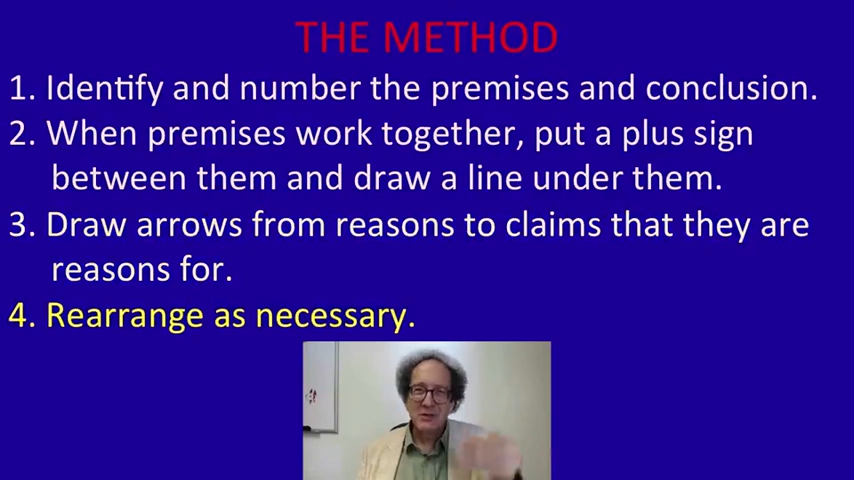 THE METHOD
1. Identify and number the premises and conclusion.
2. When premises work together, put a plus sign
between them and draw a line under them.
3. Draw arrows from reasons to claims that they are
reasons for.
4. Rearrange as necessary.